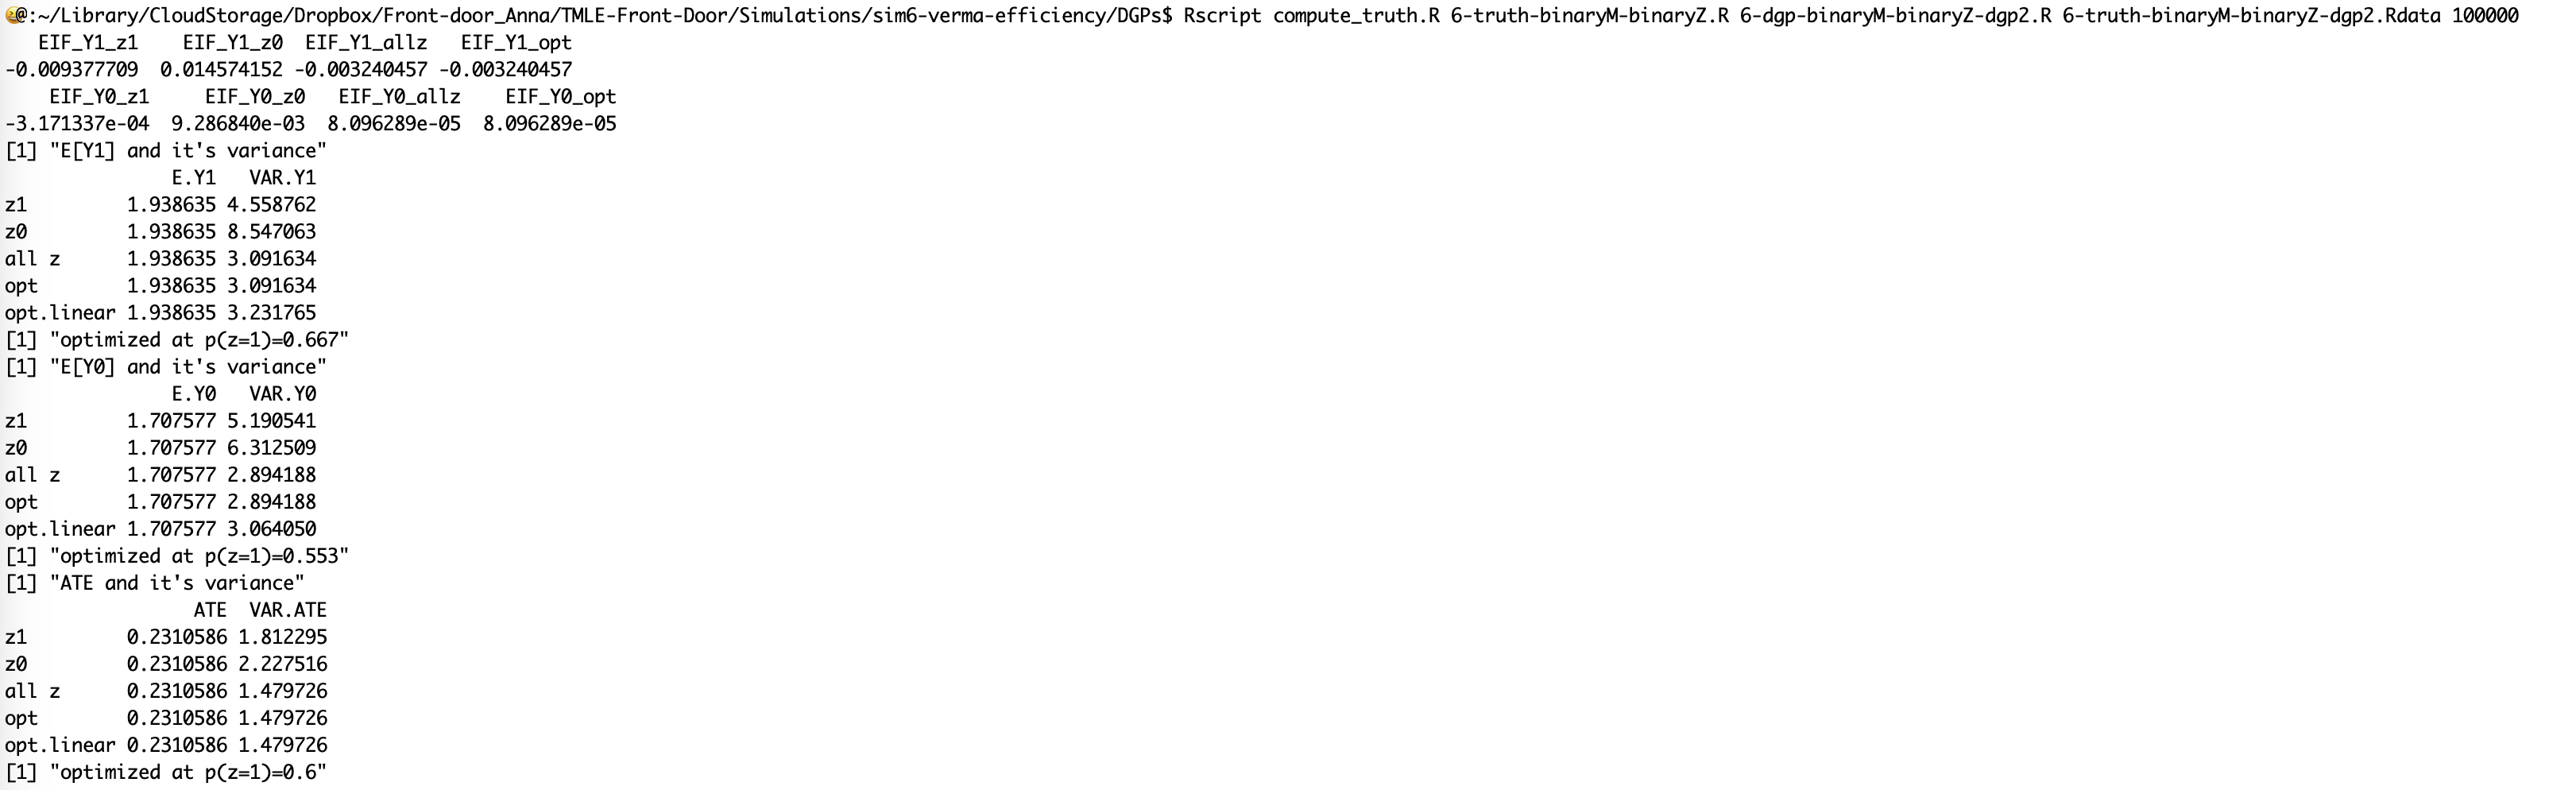 @:~/Library/CloudStorage/Dropbox/Front-door_Anna/TMLE-Front-Door/Simulations/sim6-verma-efficiency/DGPs$ Rscript compute_truth.R 6-truth-binaryM-binaryZ.R 6-dgp-binaryM-binaryZ-dgp2.R 6-truth-binaryM-binaryZ-dgp2.Rdata 100000
EIF_Y1_z1 EIF_Y1_z0 EIF_Y1_allz EIF_Y1_opt
-0.009377709 0.014574152 -0.003240457 -0.003240457
EIF_Y0_z1 EIF_Y0_z0 EIF_Y0_allz EIF_Y0_opt
-3.171337e-04 9.286840e-03 8.096289e-05 8.096289e-05
[1] "E[Y1] and it's variance"
E.Y1 VAR.Y1
z1 1.938635 4.558762
z0 1.938635 8.547063
all z 1.938635 3.091634
opt 1.938635 3.091634
opt.linear 1.938635 3.231765
[1] "optimized at p(z=1)=0.667"
[1] "E[Y0] and it's variance"
E.Y0 VAR.Y0
z1 1.707577 5.190541
z0 1.707577 6.312509
all z 1.707577 2.894188
opt 1.707577 2.894188
opt.linear 1.707577 3.064050
[1] "optimized at p(z=1)=0.553"
[1] "ATE and it's variance"
ATE VAR.ATE
z1 0.2310586 1.812295
z0 0.2310586 2.227516
all z 0.2310586 1.479726
opt 0.2310586 1.479726
opt.linear 0.2310586 1.479726
[1] "optimized at p(z=1)=0.6"